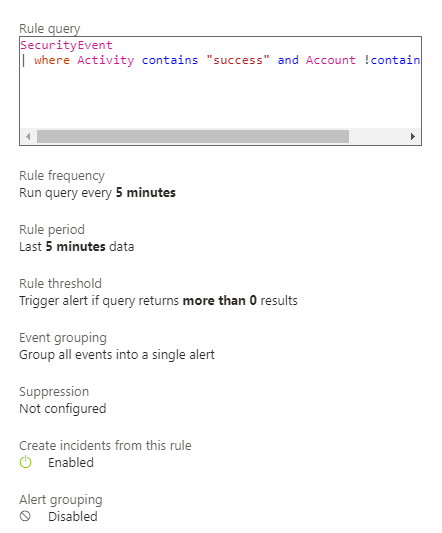 Rule query
SecurityEvent
| where Activity contains "success" and Account !contain
Rule frequency
Run query every 5 minutes
Rule period
Last 5 minutes data
Rule threshold
Trigger alert if query returns more than 0 results
Event grouping
Group all events into a single alert
Suppression
Not configured
Create incidents from this rule
Enabled
Alert grouping
Disabled